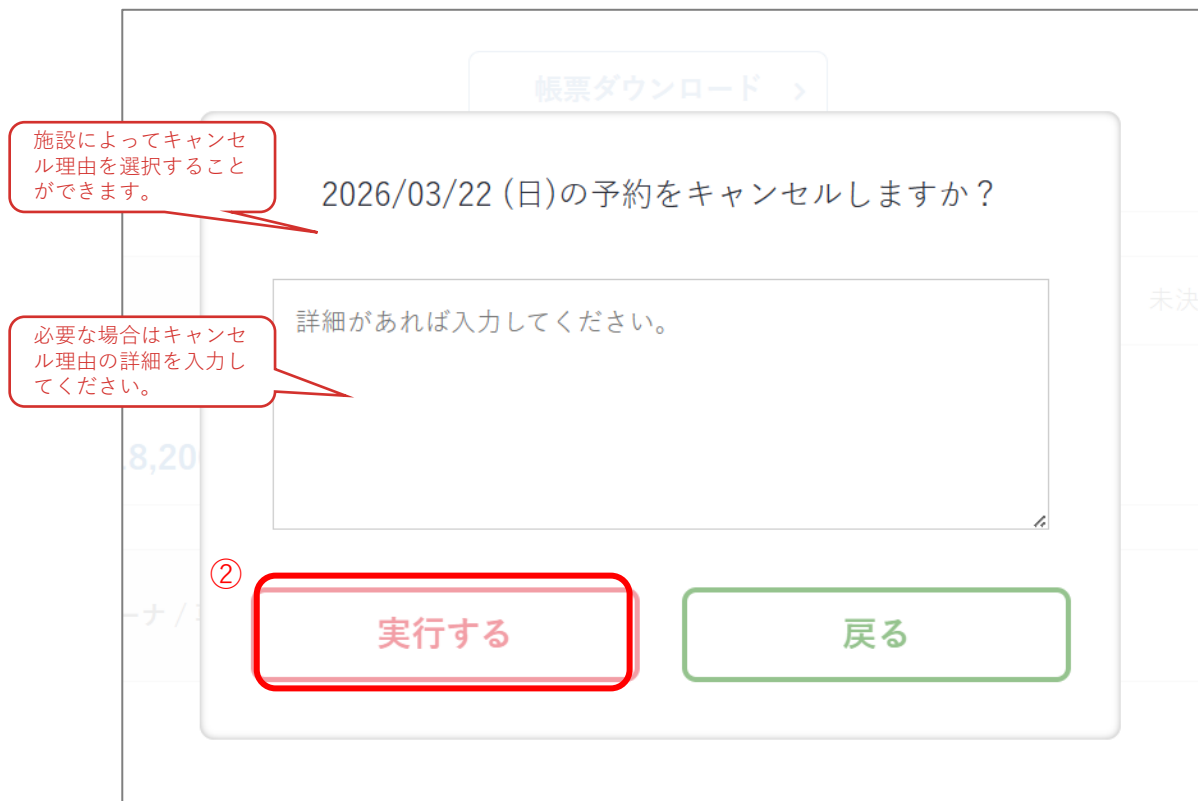 帳票ダウンロード >
施設によってキャンセ
ル理由を選択すること
ができます。
2026/03/22 (日)の予約をキャンセルしますか？
未決
詳細があれば入力してください。
必要な場合はキャンセ
ル理由の詳細を入力し
てください。
8,20
②
ーナ /
実行する
戻る